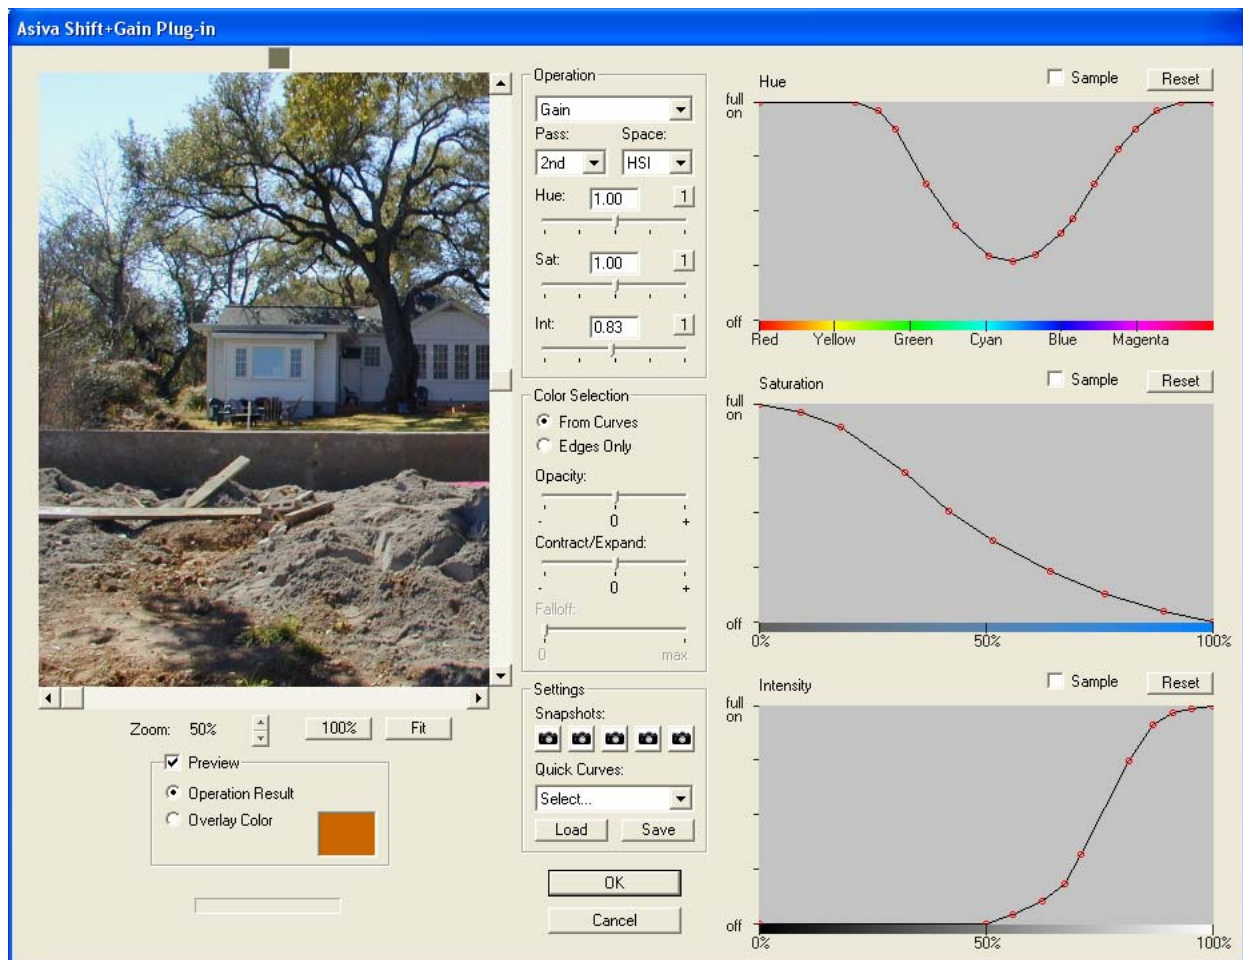 Asiva Shift+Gain Plug-in
Operation
Gain
Pass: Space:
2nd HSI
Hue: 1.00 1
Sat: 1.00 1
Int: 0.83 1
Color Selection
From Curves
Edges Only
Opacity:
- 0 +
Contract/Expand:
- 0 +
Falloff:
0 max
Settings
Snapshots:
Quick Curves:
Select...
Load Save
OK
Cancel
Zoom: 50% 100% Fit
Preview
Operation Result
Overlay Color
Hue Sample Reset
full
on
off
Red Yellow Green Cyan Blue Magenta
Saturation Sample Reset
full
on
off
0% 50% 100%
Intensity Sample Reset
full
on
off
0% 50% 100%